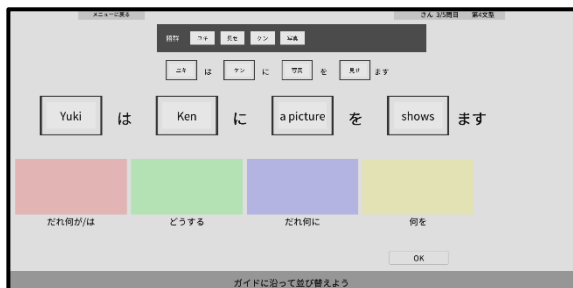 メニューに戻る さん 3/5問目 第4文型
語群 ユキ 見せ ケン 写真
ユキ は ケン に 写真 を 見せ ます
Yuki は Ken に a picture を shows ます
だれ何が/は どうする だれ何に 何を
OK
ガイドに沿って並び替えよう